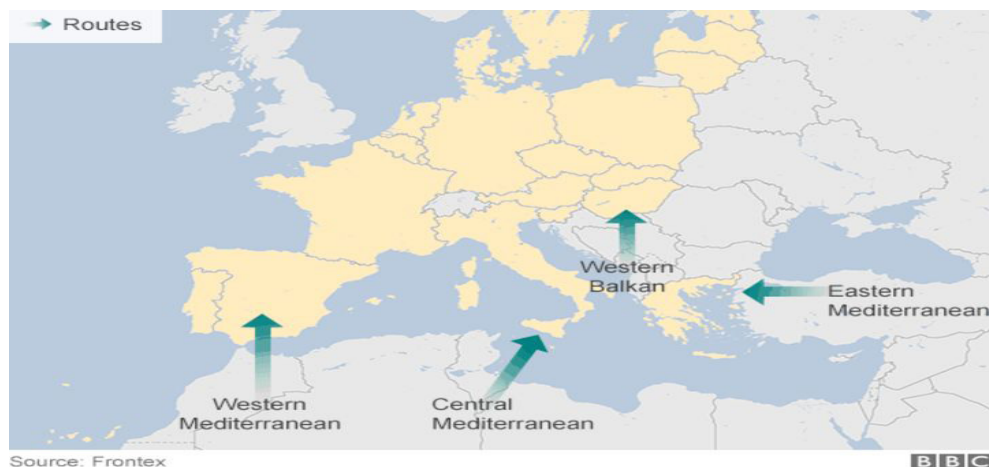 Routes
Western
Balkan
Eastern
Mediterranean
Western
Mediterranean
Central
Mediterranean
Source: Frontex
BBC